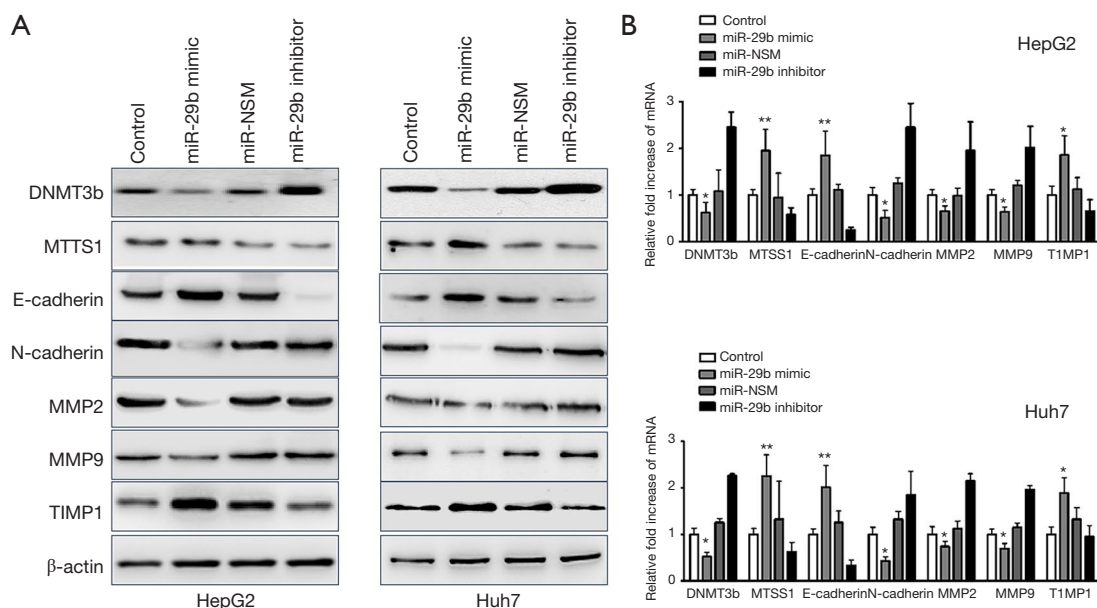 A
Control
miR-29b mimic
miR-NSM
miR-29b inhibitor
Control
miR-29b mimic
miR-NSM
miR-29b inhibitor
DNMT3b
MTTS1
E-cadherin
N-cadherin
MMP2
MMP9
TIMP1
β-actin
HepG2
Huh7
B
Control
miR-29b mimic
miR-NSM
miR-29b inhibitor
HepG2
Relative fold increase of mRNA
3
2
1
0
* ** ** * * * *
DNMT3b MTSS1 E-cadherin N-cadherin MMP2 MMP9 T1MP1
Control
miR-29b mimic
miR-NSM
miR-29b inhibitor
Huh7
Relative fold increase of mRNA
3
2
1
0
* ** ** * * * *
DNMT3b MTSS1 E-cadherin N-cadherin MMP2 MMP9 T1MP1